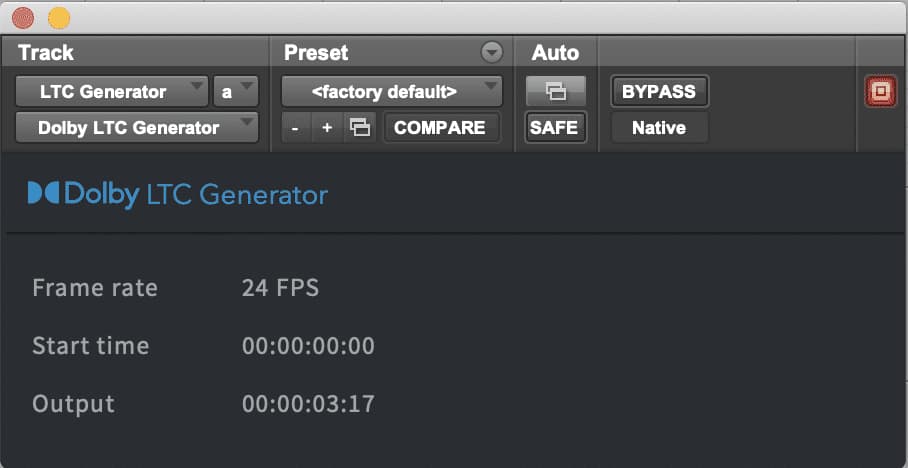 Track Preset Auto
LTC Generator a <factory default> BYPASS
Dolby LTC Generator - + COMPARE SAFE Native
Dolby LTC Generator
Frame rate 24 FPS
Start time 00:00:00:00
Output 00:00:03:17